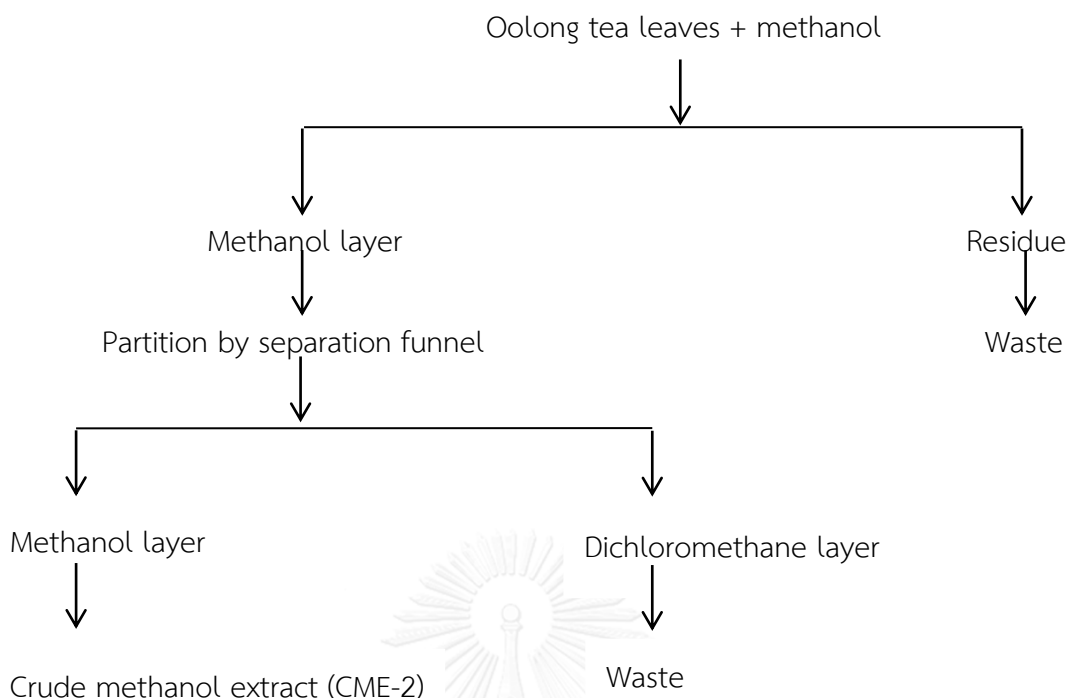 Oolong tea leaves + methanol
Methanol layer
Residue
Partition by separation funnel
Waste
Methanol layer
Dichloromethane layer
Crude methanol extract (CME-2)
Waste